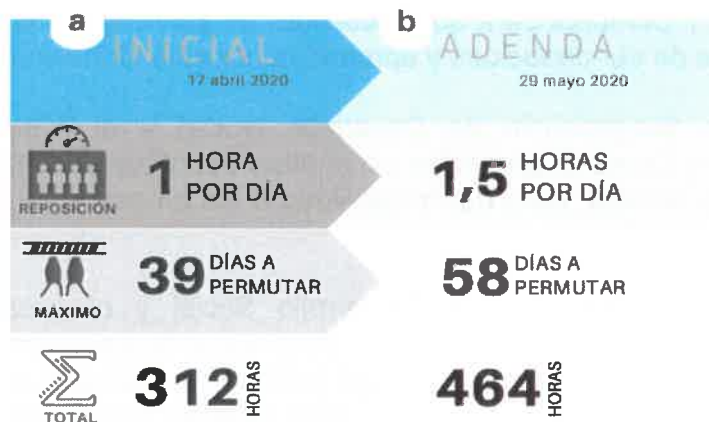 a
INICIAL
17 abril 2020
b
ADENDA
29 mayo 2020
REPOSICIÓN
1 HORA
POR DÍA
1,5 HORAS
POR DÍA
MÁXIMO
39 DÍAS A
PERMUTAR
58 DÍAS A
PERMUTAR
TOTAL
312 HORAS
464 HORAS